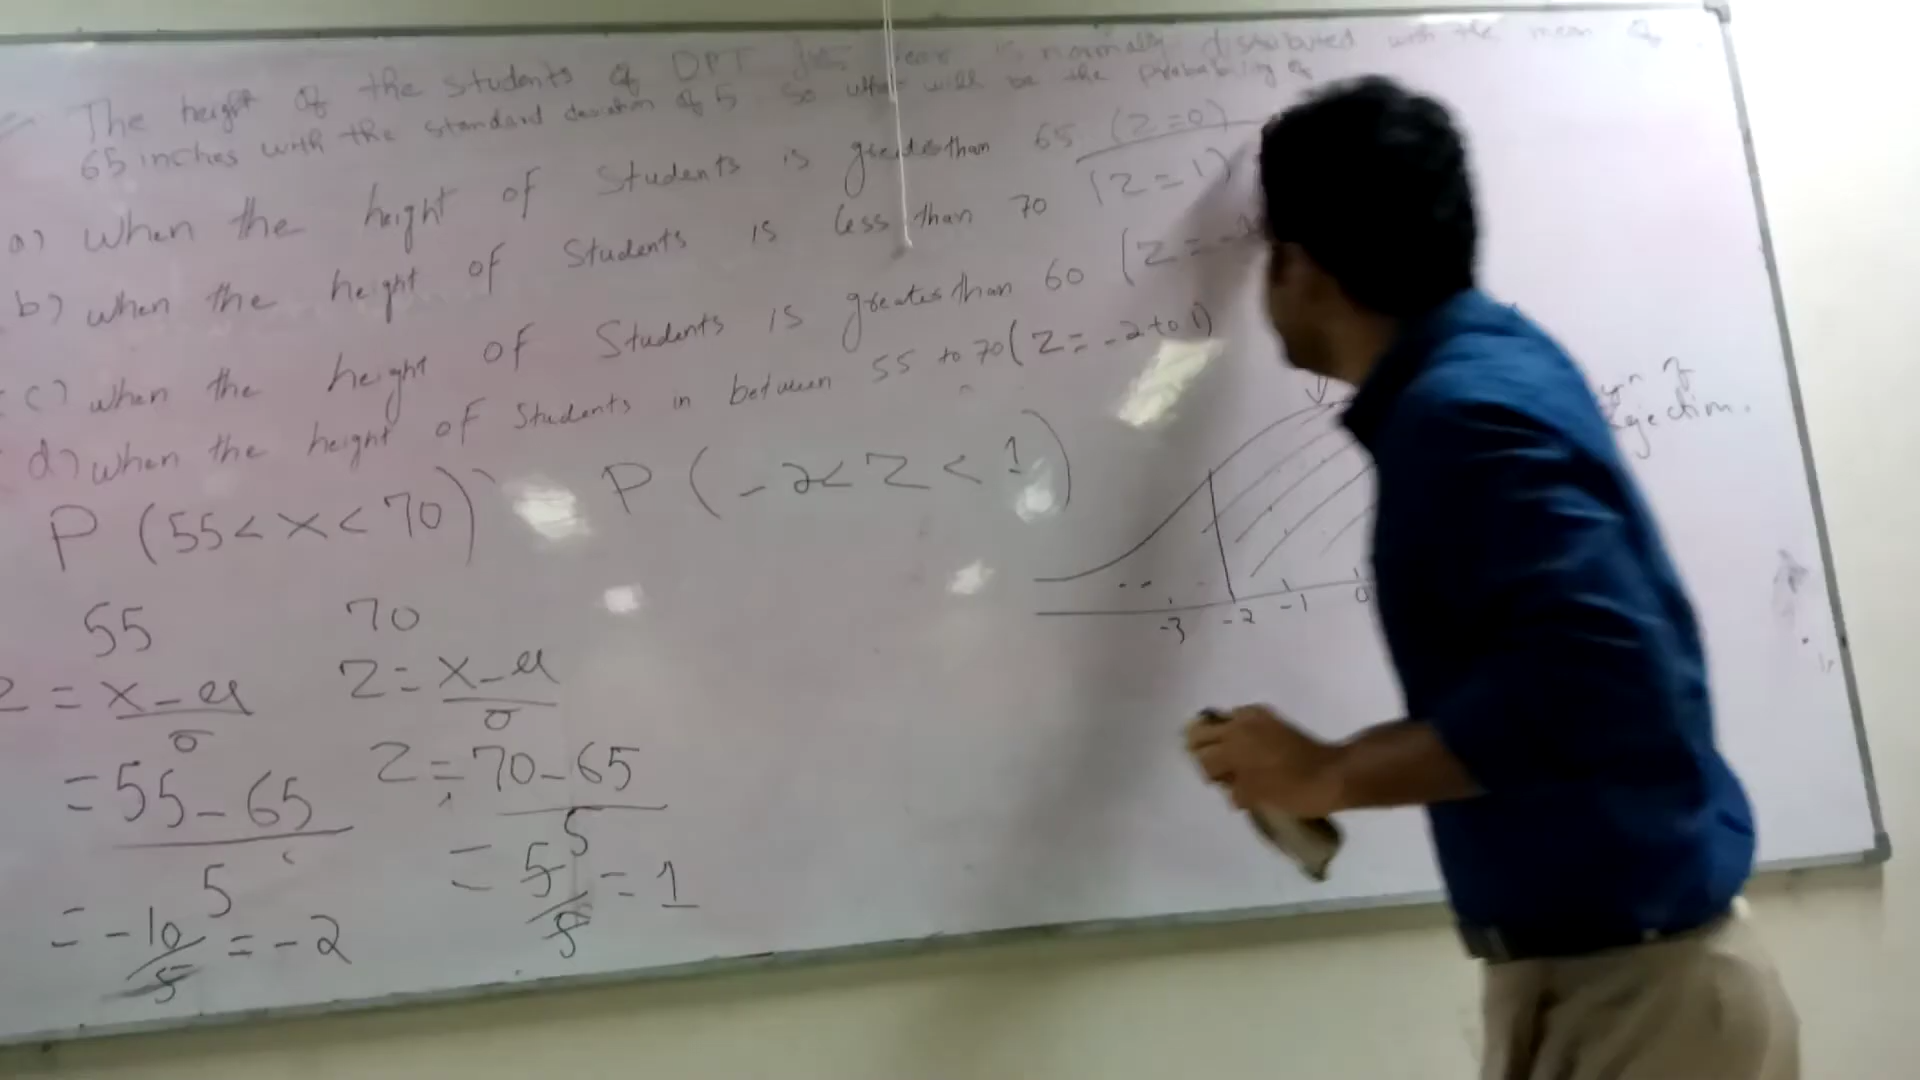 The height of the students of DPT is normally distributed with the mean of
65 inches with the standard deviation of 5. So what will be the probability of
a) When the height of Students is greater than 65 (Z=0)
b) when the height of Students is less than 70 (Z=1)
c) when the height of Students is greater than 60 (Z=-
d) when the height of Students in between 55 to 70 (Z=-2 to 1)
P (55<x<70) P (-2<Z<1)
Rejection.
-3 -2 -1 0
55 70
Z = x-μ/σ Z = x-μ/σ
= 55-65/5 Z = 70-65/5
= -10/5 = -2 = 5/5 = 1